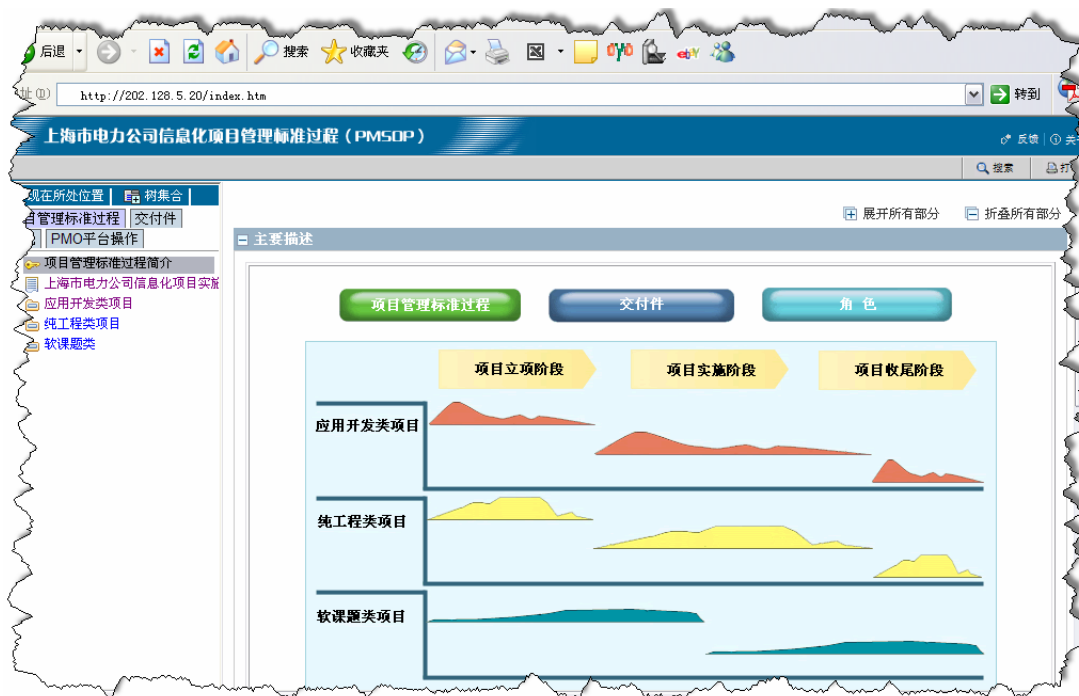 后退
搜索
收藏夹
ebY
址(D) http://202.128.5.20/index.htm
转到
上海市电力公司信息化项目管理标准过程（PMSOP）
反馈
搜索
现在所处位置 树集合
目管理标准过程 交付件
PMO平台操作
展开所有部分 折叠所有部分
主要描述
项目管理标准过程简介
上海市电力公司信息化项目实施
应用开发类项目
纯工程类项目
软课题类
项目管理标准过程 交付件 角 色
项目立项阶段 项目实施阶段 项目收尾阶段
应用开发类项目
纯工程类项目
软课题类项目